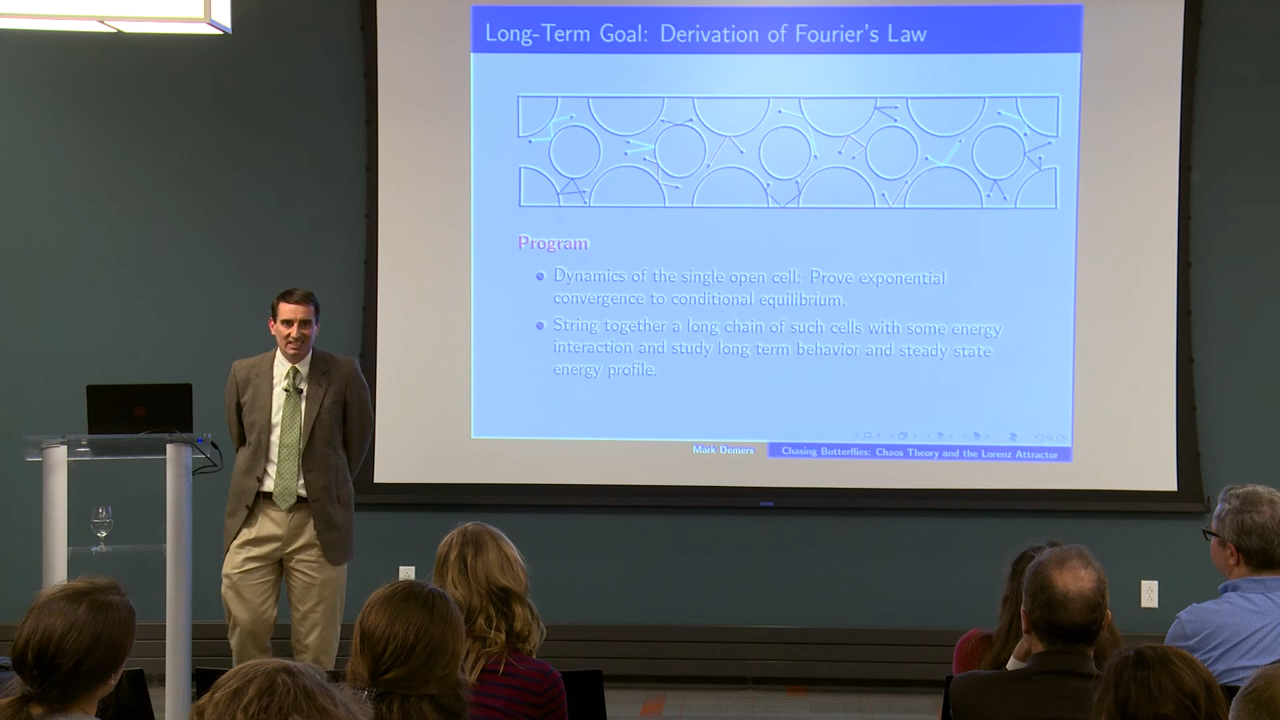 Long-Term Goal: Derivation of Fourier's Law
Program
Dynamics of the single open cell: Prove exponential
convergence to conditional equilibrium.
String together a long chain of such cells with some energy
interaction and study long term behavior and steady state
energy profile.
Mark Demers
Chasing Butterflies: Chaos Theory and the Lorenz Attractor